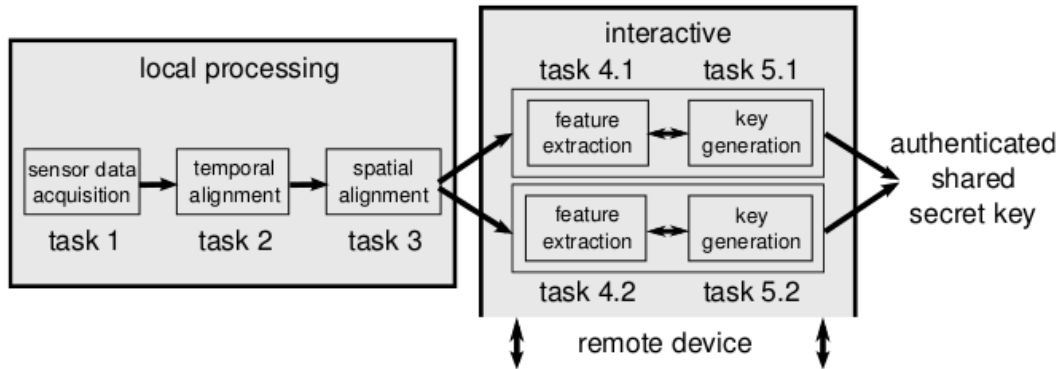 local processing
sensor data
acquisition
task 1
temporal
alignment
task 2
spatial
alignment
task 3
interactive
task 4.1
task 5.1
feature
extraction
key
generation
feature
extraction
key
generation
task 4.2
task 5.2
remote device
authenticated
shared
secret key